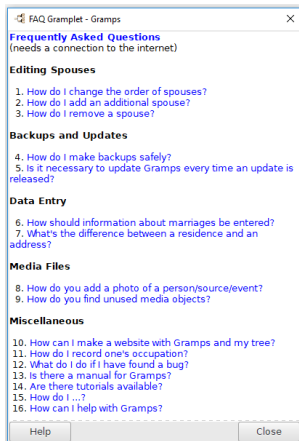 FAQ Gramplet - Gramps
Frequently Asked Questions
(needs a connection to the internet)
Editing Spouses
1. How do I change the order of spouses?
2. How do I add an additional spouse?
3. How do I remove a spouse?
Backups and Updates
4. How do I make backups safely?
5. Is it necessary to update Gramps every time an update is
released?
Data Entry
6. How should information about marriages be entered?
7. What's the difference between a residence and an
address?
Media Files
8. How do you add a photo of a person/source/event?
9. How do you find unused media objects?
Miscellaneous
10. How can I make a website with Gramps and my tree?
11. How do I record one's occupation?
12. What do I do if I have found a bug?
13. Is there a manual for Gramps?
14. Are there tutorials available?
15. How do I ...?
16. How can I help with Gramps?
Help Close